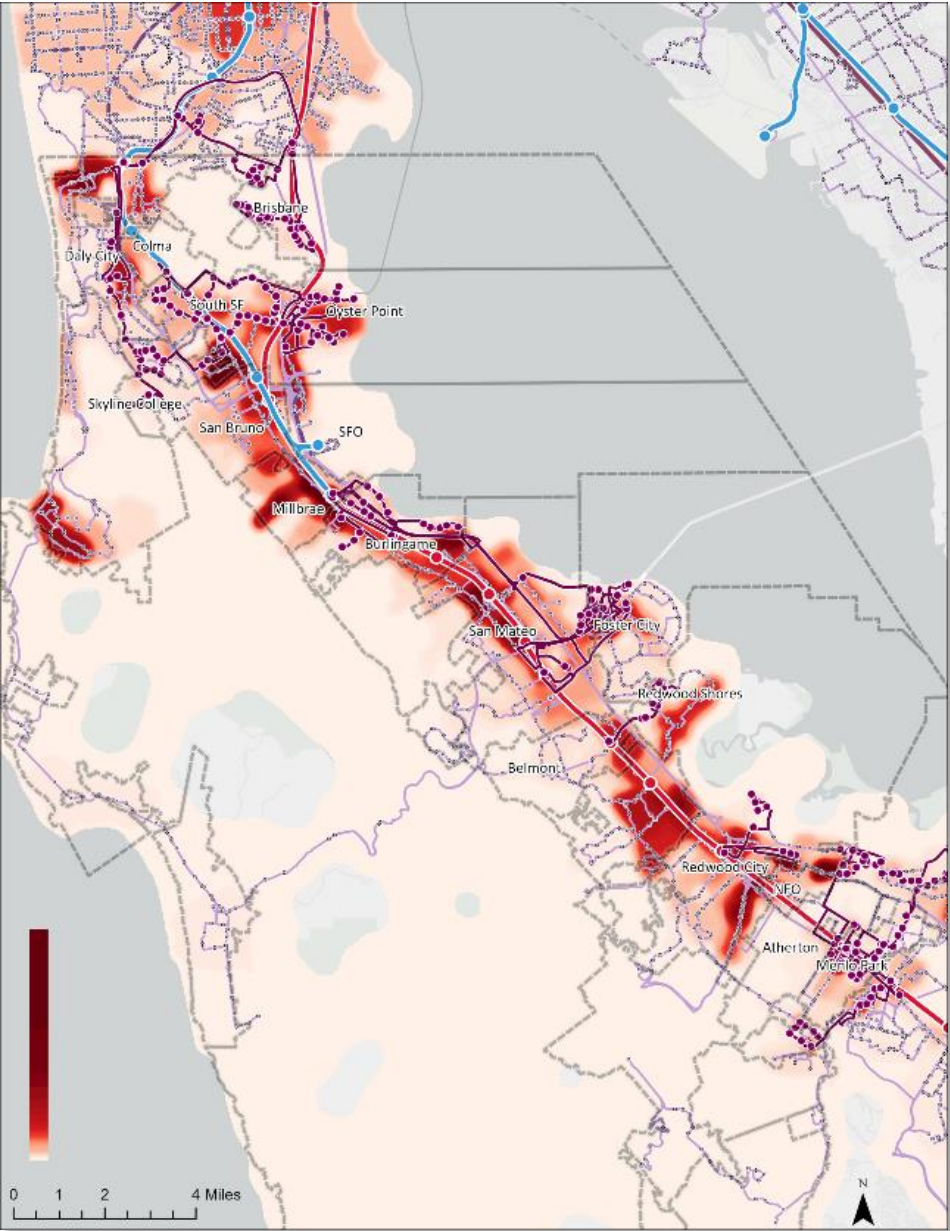 Brisbane
Colma
Daly City
South SF
Oyster Point
Skyline College
San Bruno
SFO
Millbrae
Burlingame
San Mateo
Foster City
Redwood Shores
Belmont
Redwood City
NFO
Atherton
Menlo Park
0 1 2 4 Miles
N